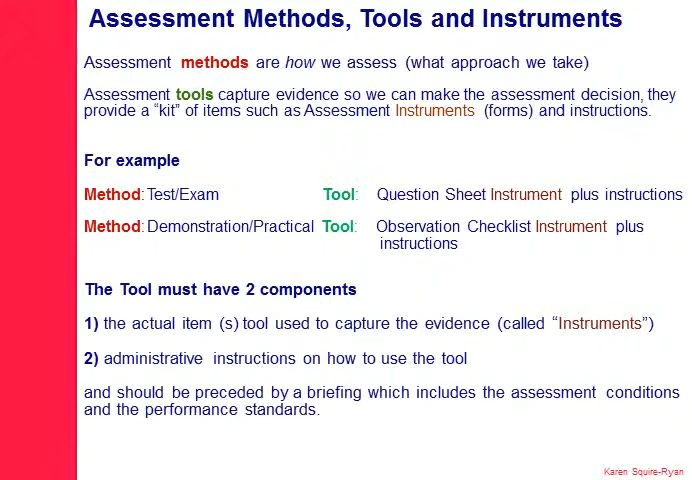 Assessment Methods, Tools and Instruments
Assessment methods are how we assess (what approach we take)
Assessment tools capture evidence so we can make the assessment decision, they
provide a “kit” of items such as Assessment Instruments (forms) and instructions.
For example
Method: Test/Exam Tool: Question Sheet Instrument plus instructions
Method: Demonstration/Practical Tool: Observation Checklist Instrument plus
instructions
The Tool must have 2 components
1) the actual item (s) tool used to capture the evidence (called “Instruments”)
2) administrative instructions on how to use the tool
and should be preceded by a briefing which includes the assessment conditions
and the performance standards.
Karen Squire-Ryan